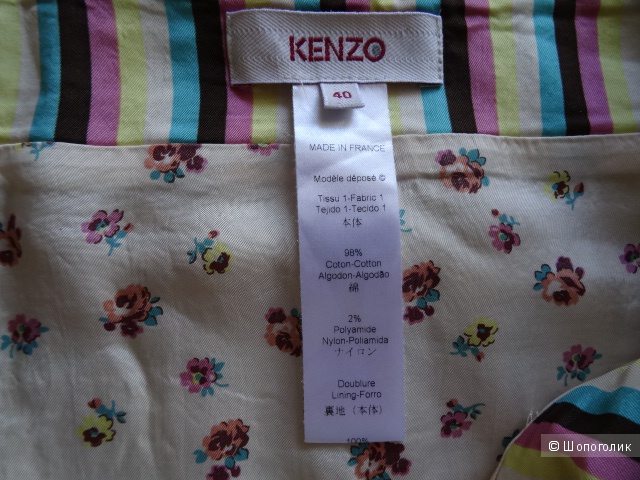 KENZO
40
MADE IN FRANCE
Modèle déposé ©
Tissu 1-Fabric 1
Tejido 1-Tecido 1
本体
98%
Coton-Cotton
Algodon-Algodão
綿
2%
Polyamide
Nylon-Poliamida
ナイロン
Doublure
Lining-Forro
裏地（本体）
100%
© Шопоголик